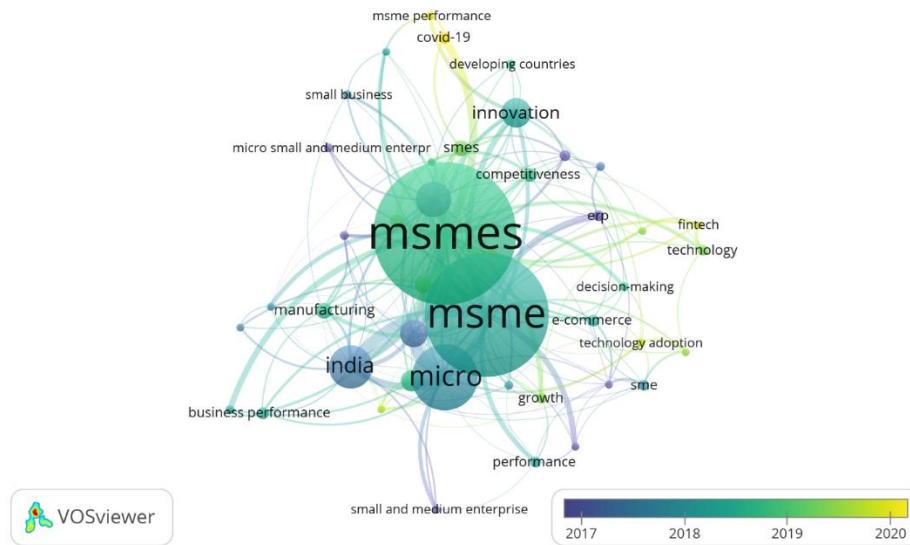 msme performance
covid-19
developing countries
small business
innovation
micro small and medium enterpr
smes
competitiveness
msmes
erp
fintech
technology
decision-making
manufacturing
msme
e-commerce
technology adoption
india
micro
sme
growth
business performance
performance
small and medium enterprise
VOSviewer
2017
2018
2019
2020